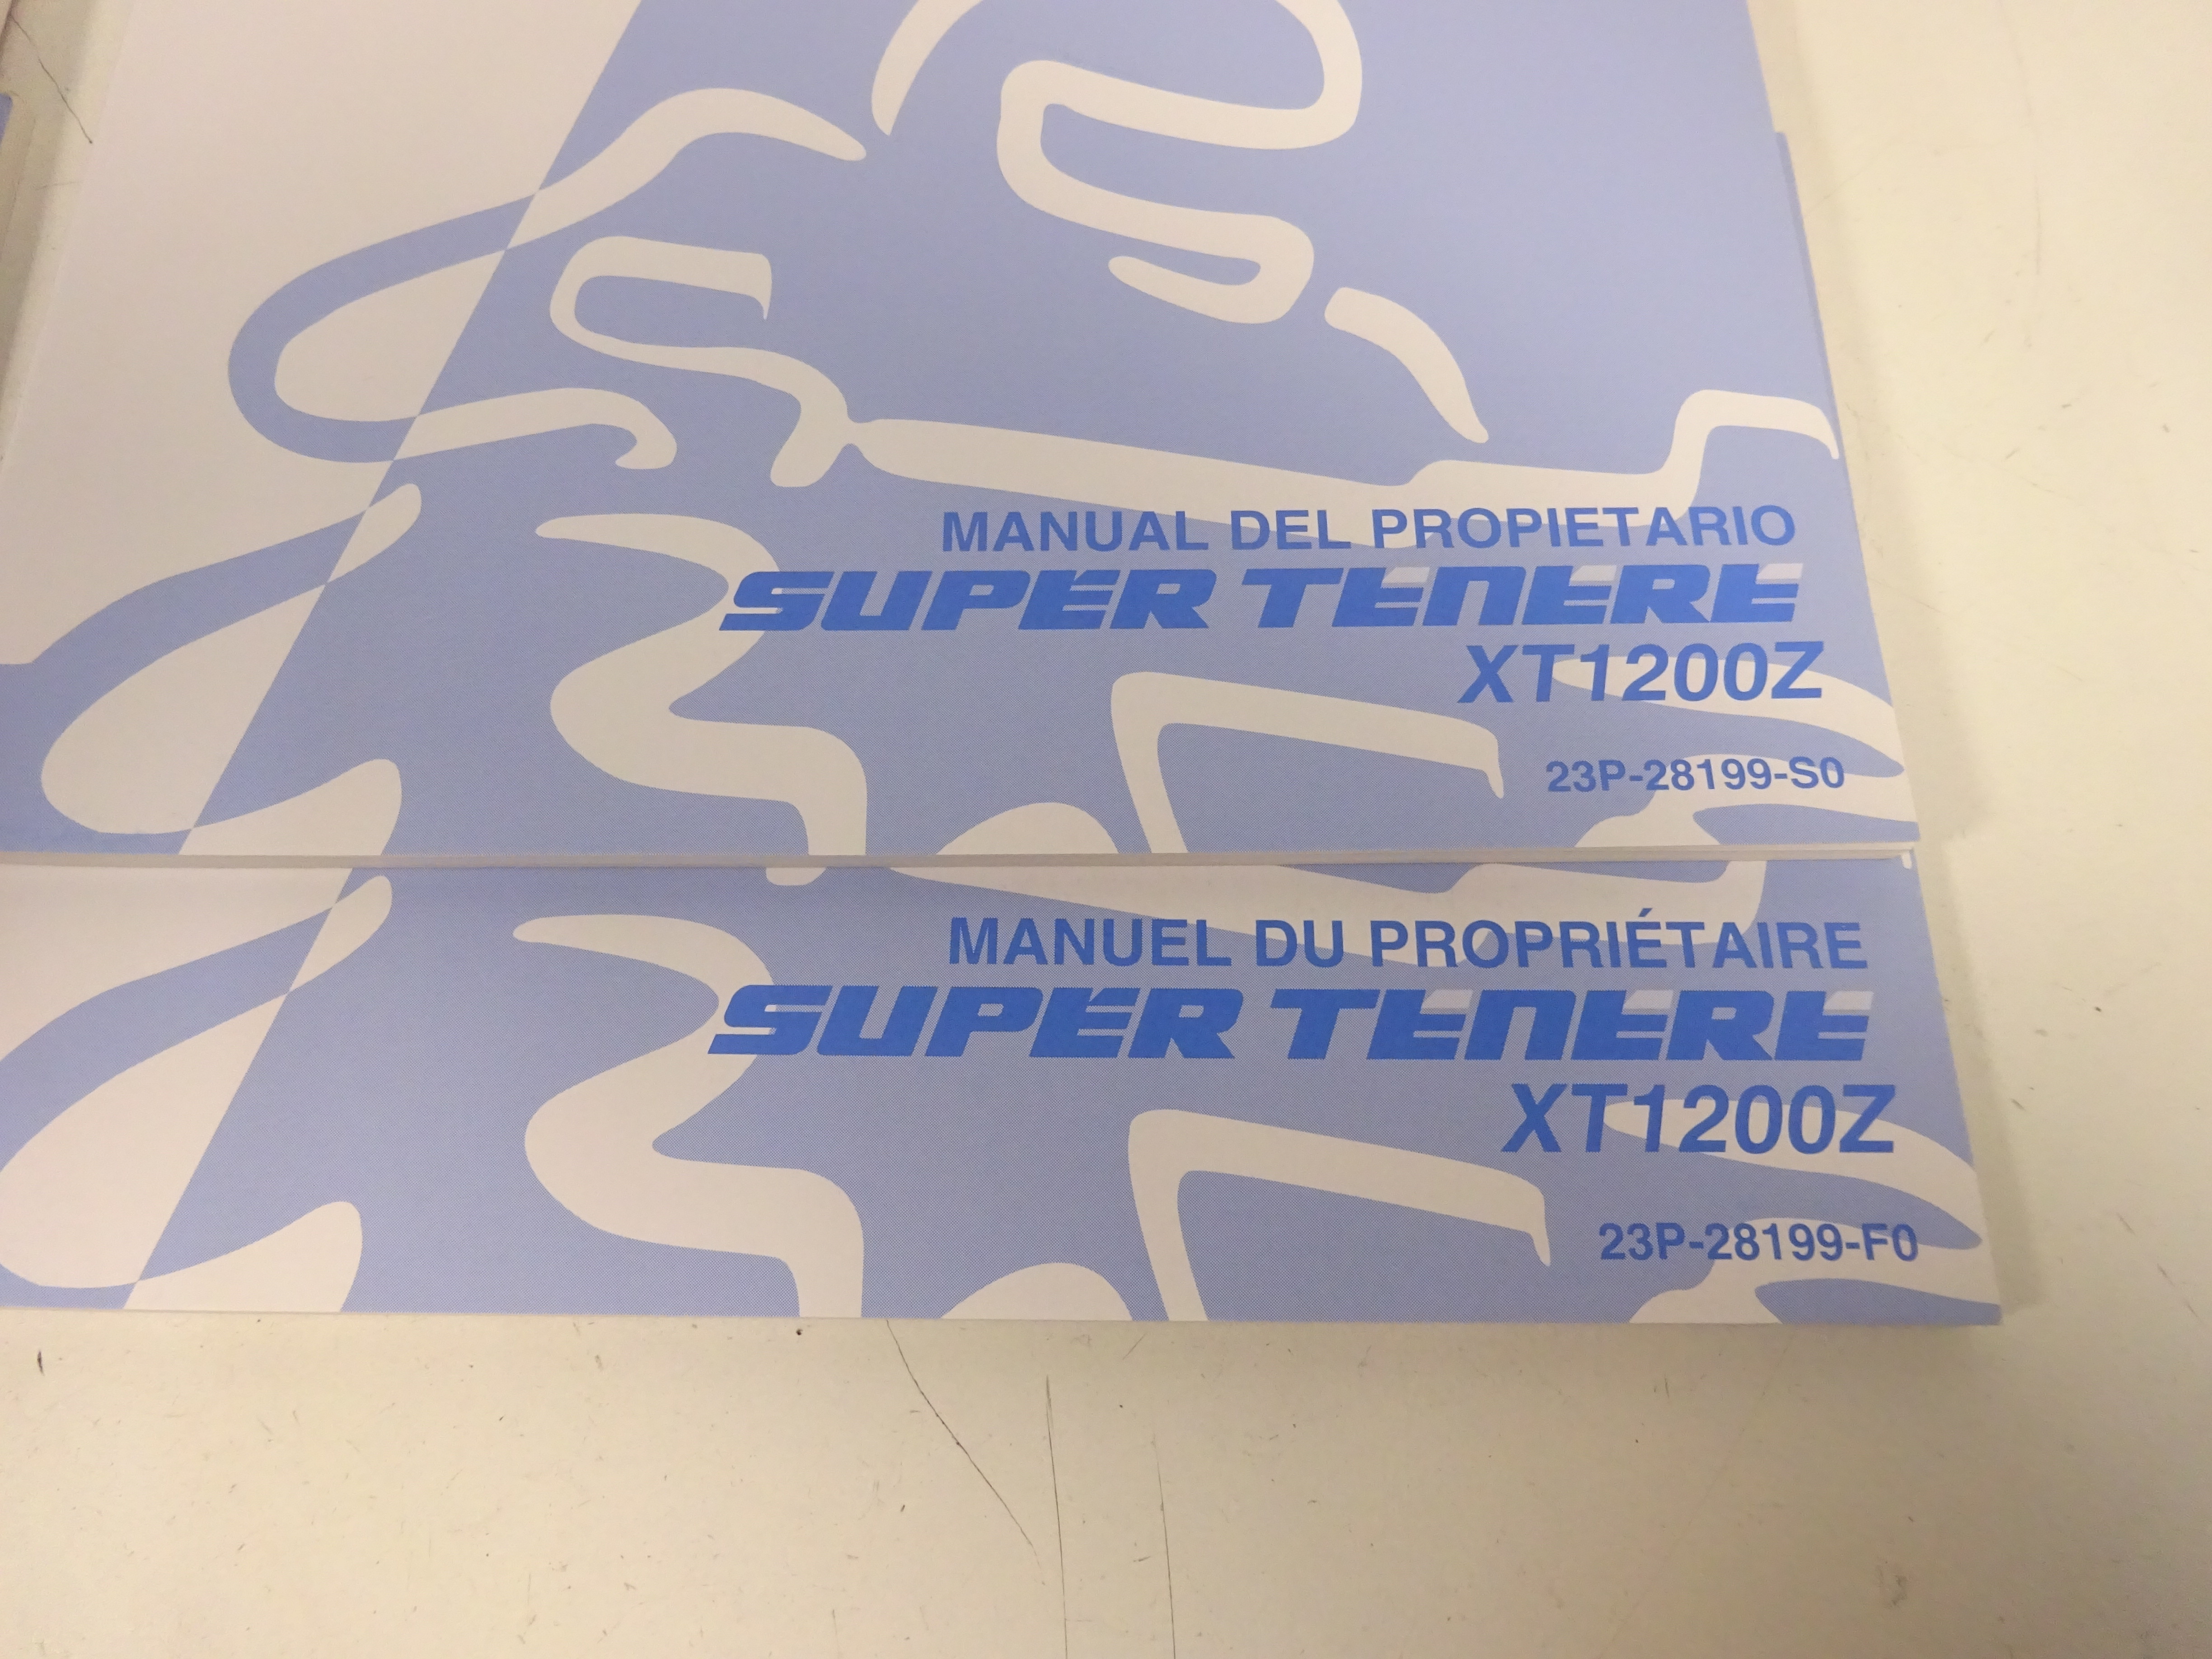 MANUAL DEL PROPIETARIO
SUPER TENERE
XT1200Z
23P-28199-S0
MANUEL DU PROPRIÉTAIRE
SUPER TENERE
XT1200Z
23P-28199-F0